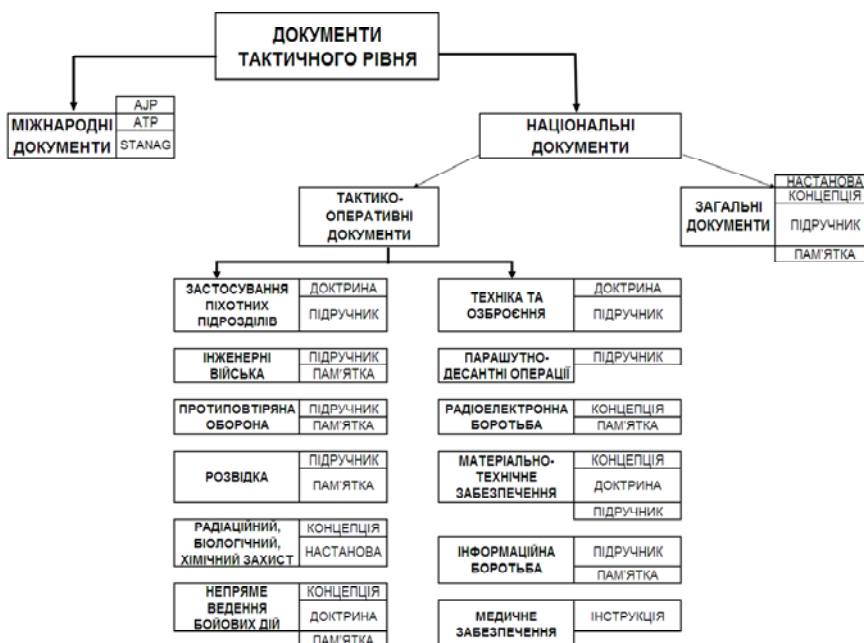 ДОКУМЕНТИ
ТАКТИЧНОГО РІВНЯ
МІЖНАРОДНІ
ДОКУМЕНТИ
AJP
ATP
STANAG
НАЦІОНАЛЬНІ
ДОКУМЕНТИ
ТАКТИКО-
ОПЕРАТИВНІ
ДОКУМЕНТИ
ЗАГАЛЬНІ
ДОКУМЕНТИ
НАСТАНОВА
КОНЦЕПЦІЯ
ПІДРУЧНИК
ПАМ'ЯТКА
ЗАСТОСУВАННЯ
ПІХОТНИХ
ПІДРОЗДІЛІВ
ДОКТРИНА
ПІДРУЧНИК
ТЕХНІКА ТА
ОЗБРОЄННЯ
ДОКТРИНА
ПІДРУЧНИК
ІНЖЕНЕРНІ
ВІЙСЬКА
ПІДРУЧНИК
ПАМ'ЯТКА
ПАРАШУТНО-
ДЕСАНТНІ ОПЕРАЦІЇ
ПІДРУЧНИК
ПРОТИПОВТІРЯНА
ОБОРОНА
ПІДРУЧНИК
ПАМ'ЯТКА
РАДІОЕЛЕКТРОННА
БОРОТЬБА
КОНЦЕПЦІЯ
ПАМ'ЯТКА
РОЗВІДКА
ПІДРУЧНИК
ПАМ'ЯТКА
МАТЕРІАЛЬНО-
ТЕХНІЧНЕ
ЗАБЕЗПЕЧЕННЯ
КОНЦЕПЦІЯ
ДОКТРИНА
ПІДРУЧНИК
РАДІАЦІЙНИЙ,
БІОЛОГІЧНИЙ,
ХІМІЧНИЙ ЗАХИСТ
КОНЦЕПЦІЯ
НАСТАНОВА
ІНФОРМАЦІЙНА
БОРОТЬБА
ПІДРУЧНИК
ПАМ'ЯТКА
НЕПРЯМЕ
ВЕДЕННЯ
БОЙОВИХ ДІЙ
КОНЦЕПЦІЯ
ДОКТРИНА
ПАМ'ЯТКА
МЕДИЧНЕ
ЗАБЕЗПЕЧЕННЯ
ІНСТРУКЦІЯ